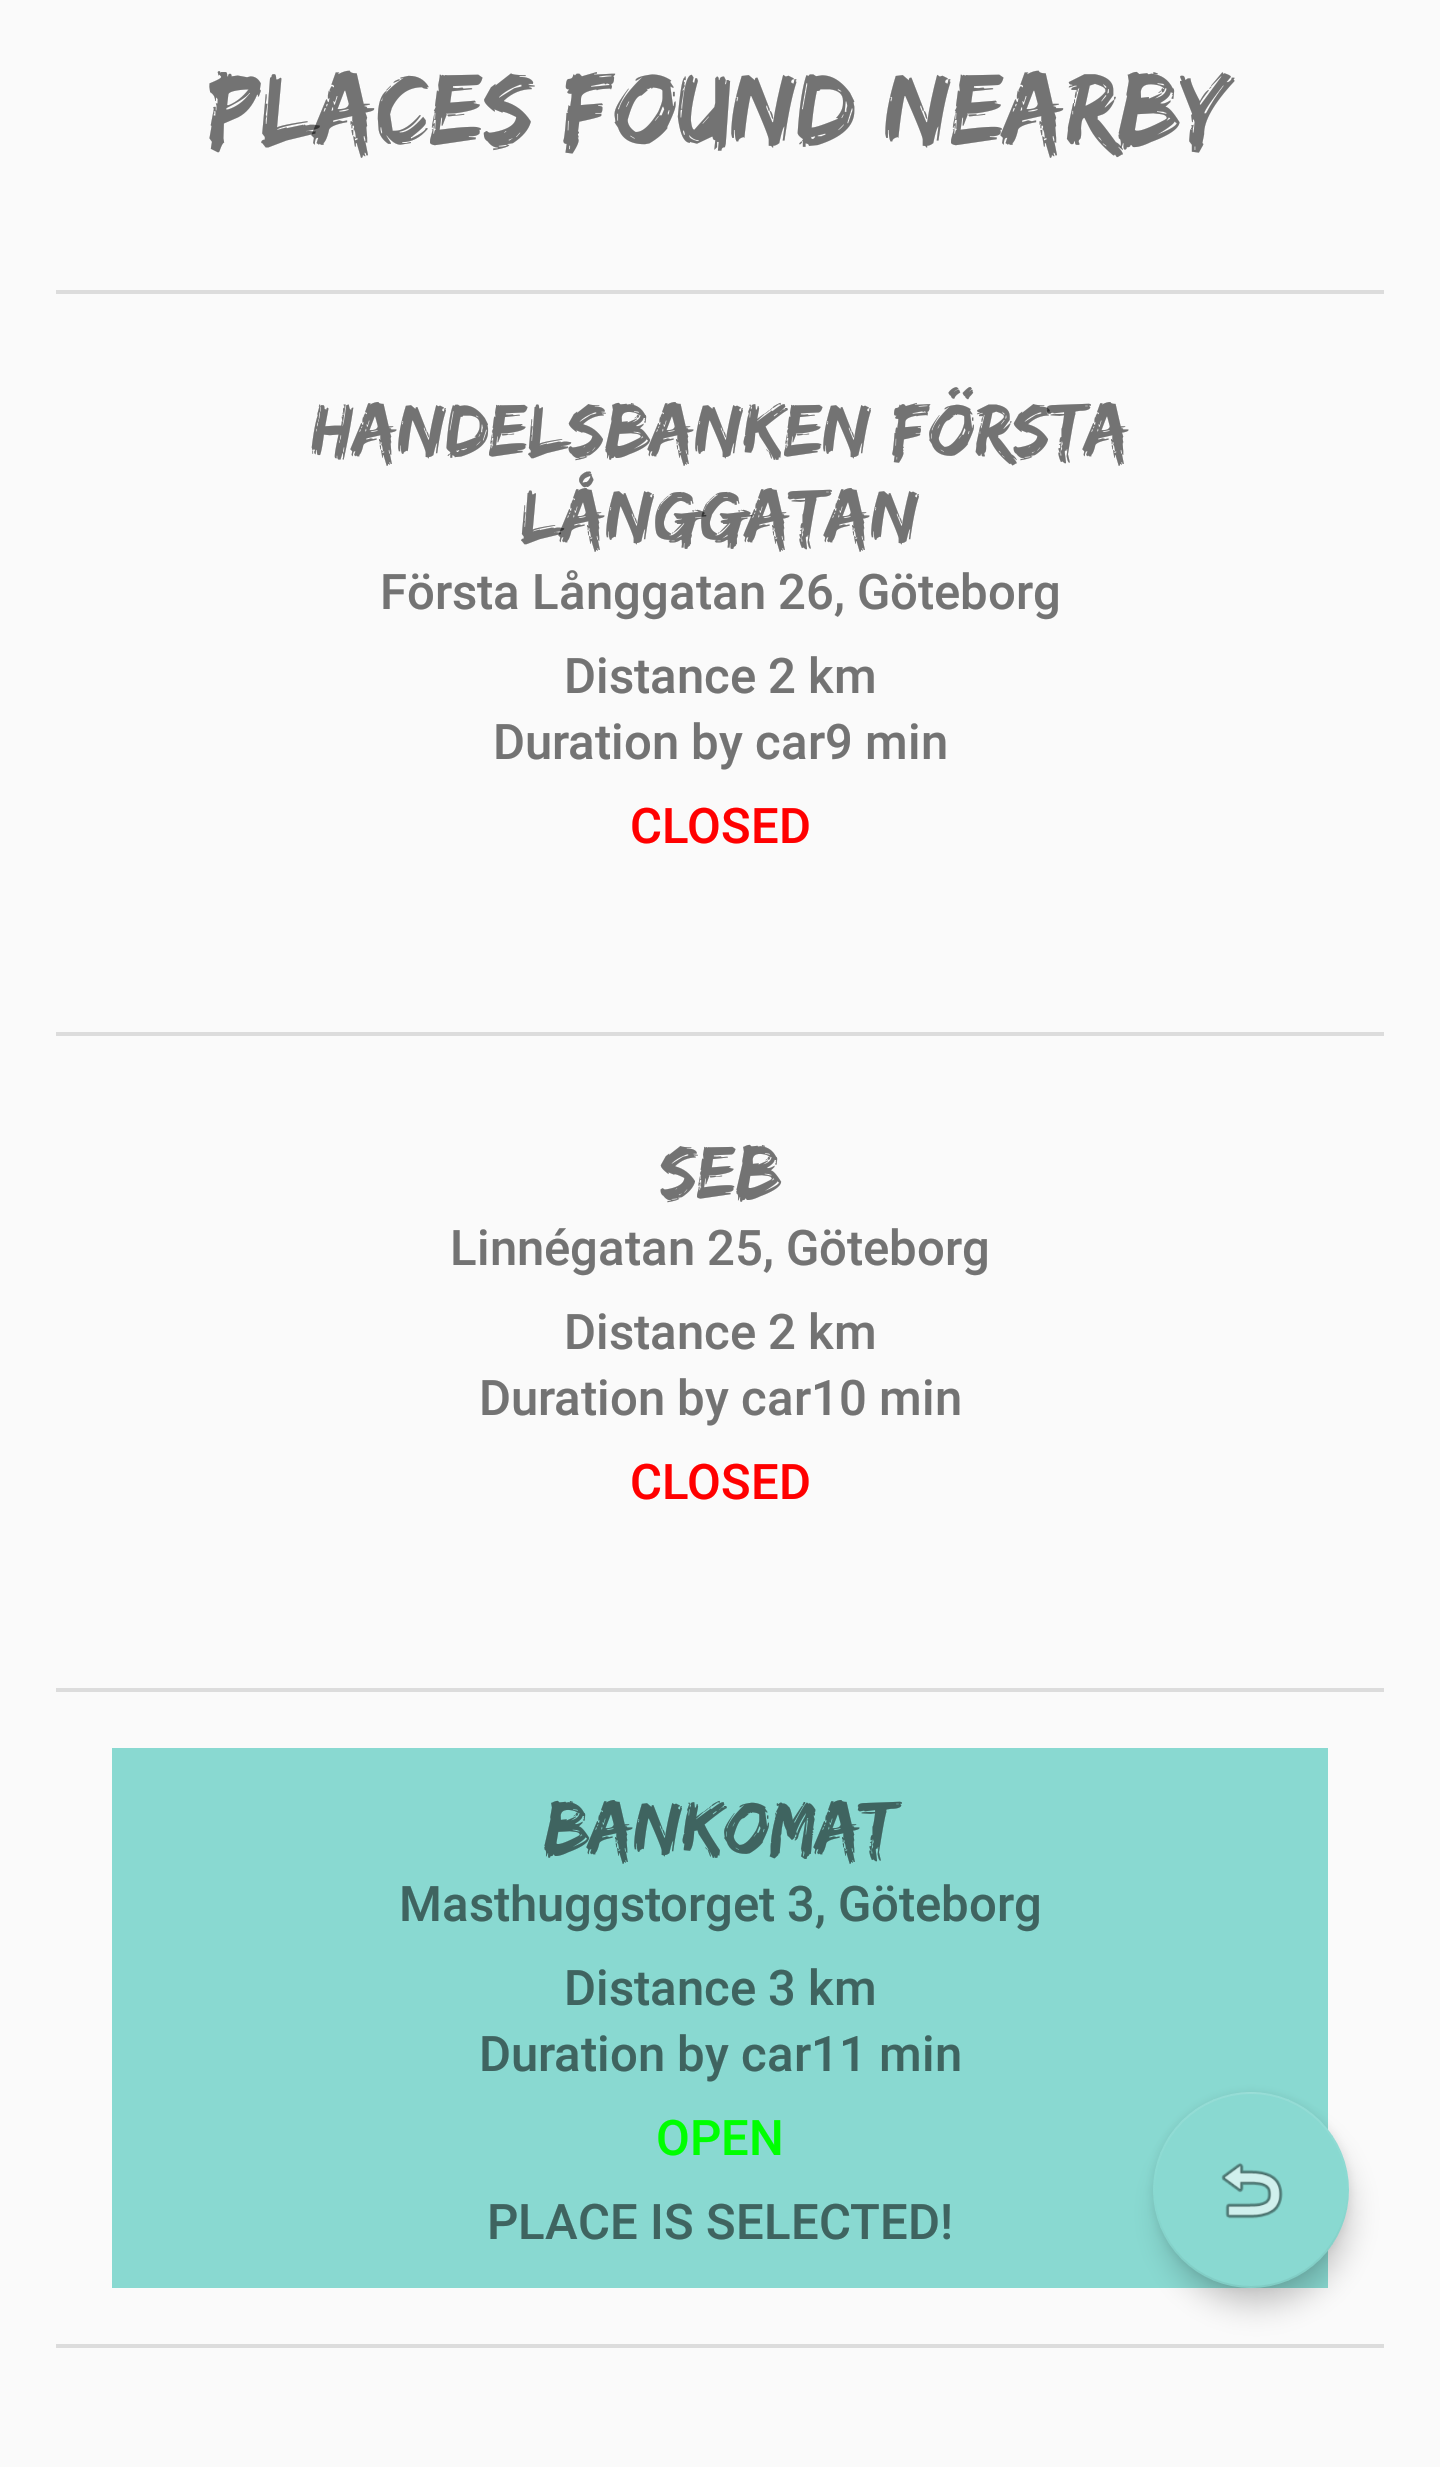 PLACES FOUND NEARBY
HANDELSBANKEN FÖRSTA
LÅNGGATAN
Första Långgatan 26, Göteborg
Distance 2 km
Duration by car9 min
CLOSED
SEB
Linnégatan 25, Göteborg
Distance 2 km
Duration by car10 min
CLOSED
BANKOMAT
Masthuggstorget 3, Göteborg
Distance 3 km
Duration by car11 min
OPEN
PLACE IS SELECTED!